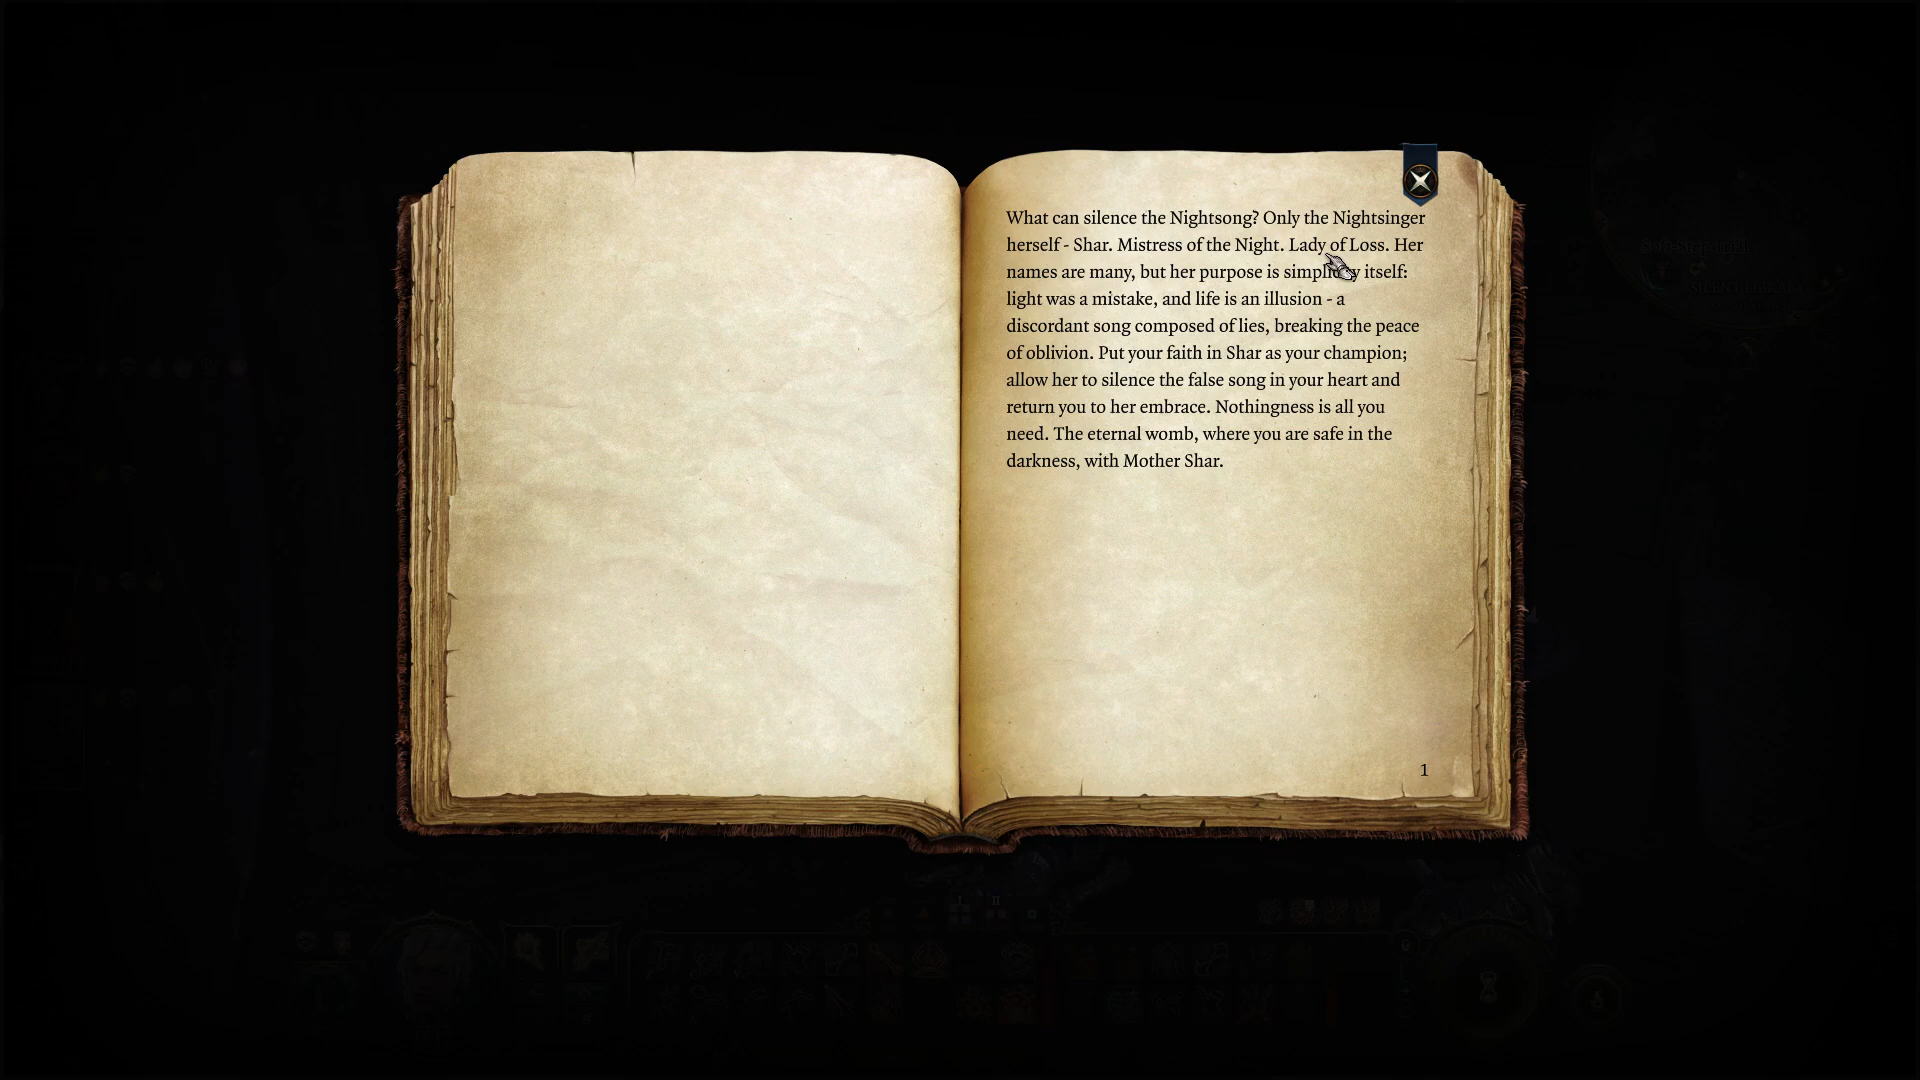 What can silence the Nightsong? Only the Nightsinger
herself - Shar. Mistress of the Night. Lady of Loss. Her
names are many, but her purpose is simplicity itself:
light was a mistake, and life is an illusion - a
discordant song composed of lies, breaking the peace
of oblivion. Put your faith in Shar as your champion;
allow her to silence the false song in your heart and
return you to her embrace. Nothingness is all you
need. The eternal womb, where you are safe in the
darkness, with Mother Shar.
1